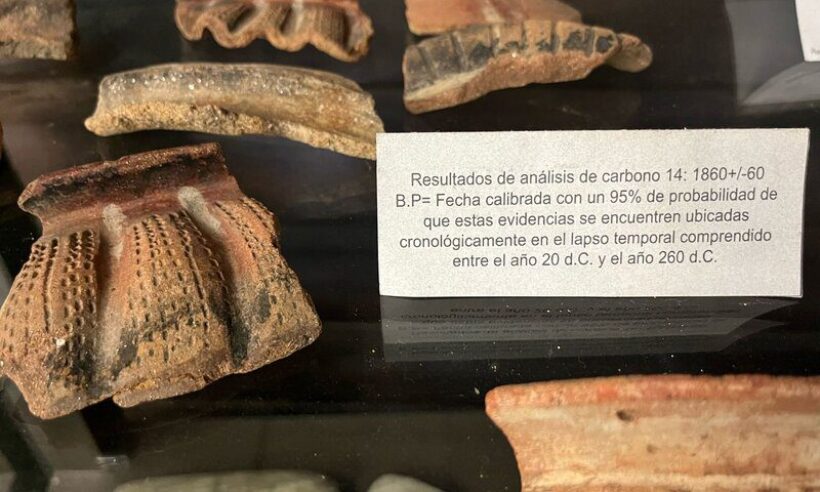 Resultados de análisis de carbono 14: 1860+/-60
B.P= Fecha calibrada con un 95% de probabilidad de
que estas evidencias se encuentren ubicadas
cronológicamente en el lapso temporal comprendido
entre el año 20 d.C. y el año 260 d.C.